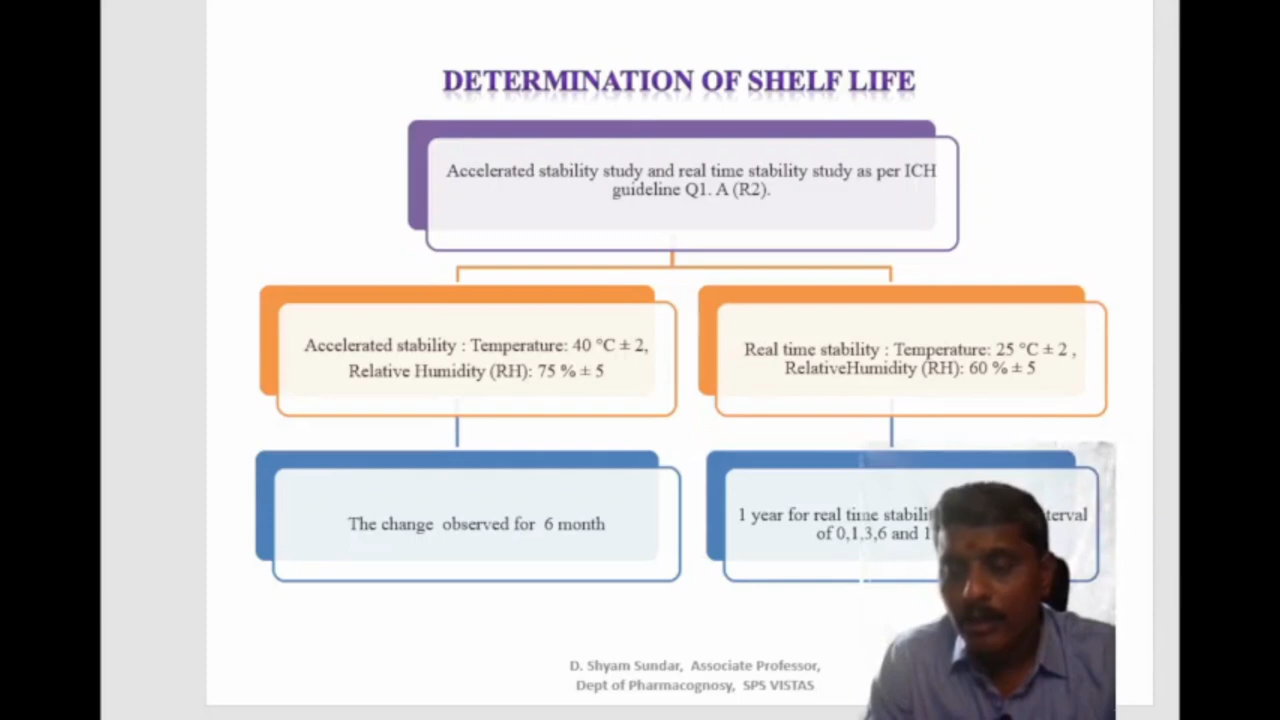 DETERMINATION OF SHELF LIFE
Accelerated stability study and real time stability study as per ICH
guideline Q1. A (R2).
Accelerated stability : Temperature: 40 °C ± 2,
Relative Humidity (RH): 75 % ± 5
Real time stability : Temperature: 25 °C ± 2 ,
RelativeHumidity (RH): 60 % ± 5
The change observed for 6 month
1 year for real time
of 0,1,3,6 and
D. Shyam Sundar, Associate Professor,
Dept of Pharmacognosy, SPS VISTAS